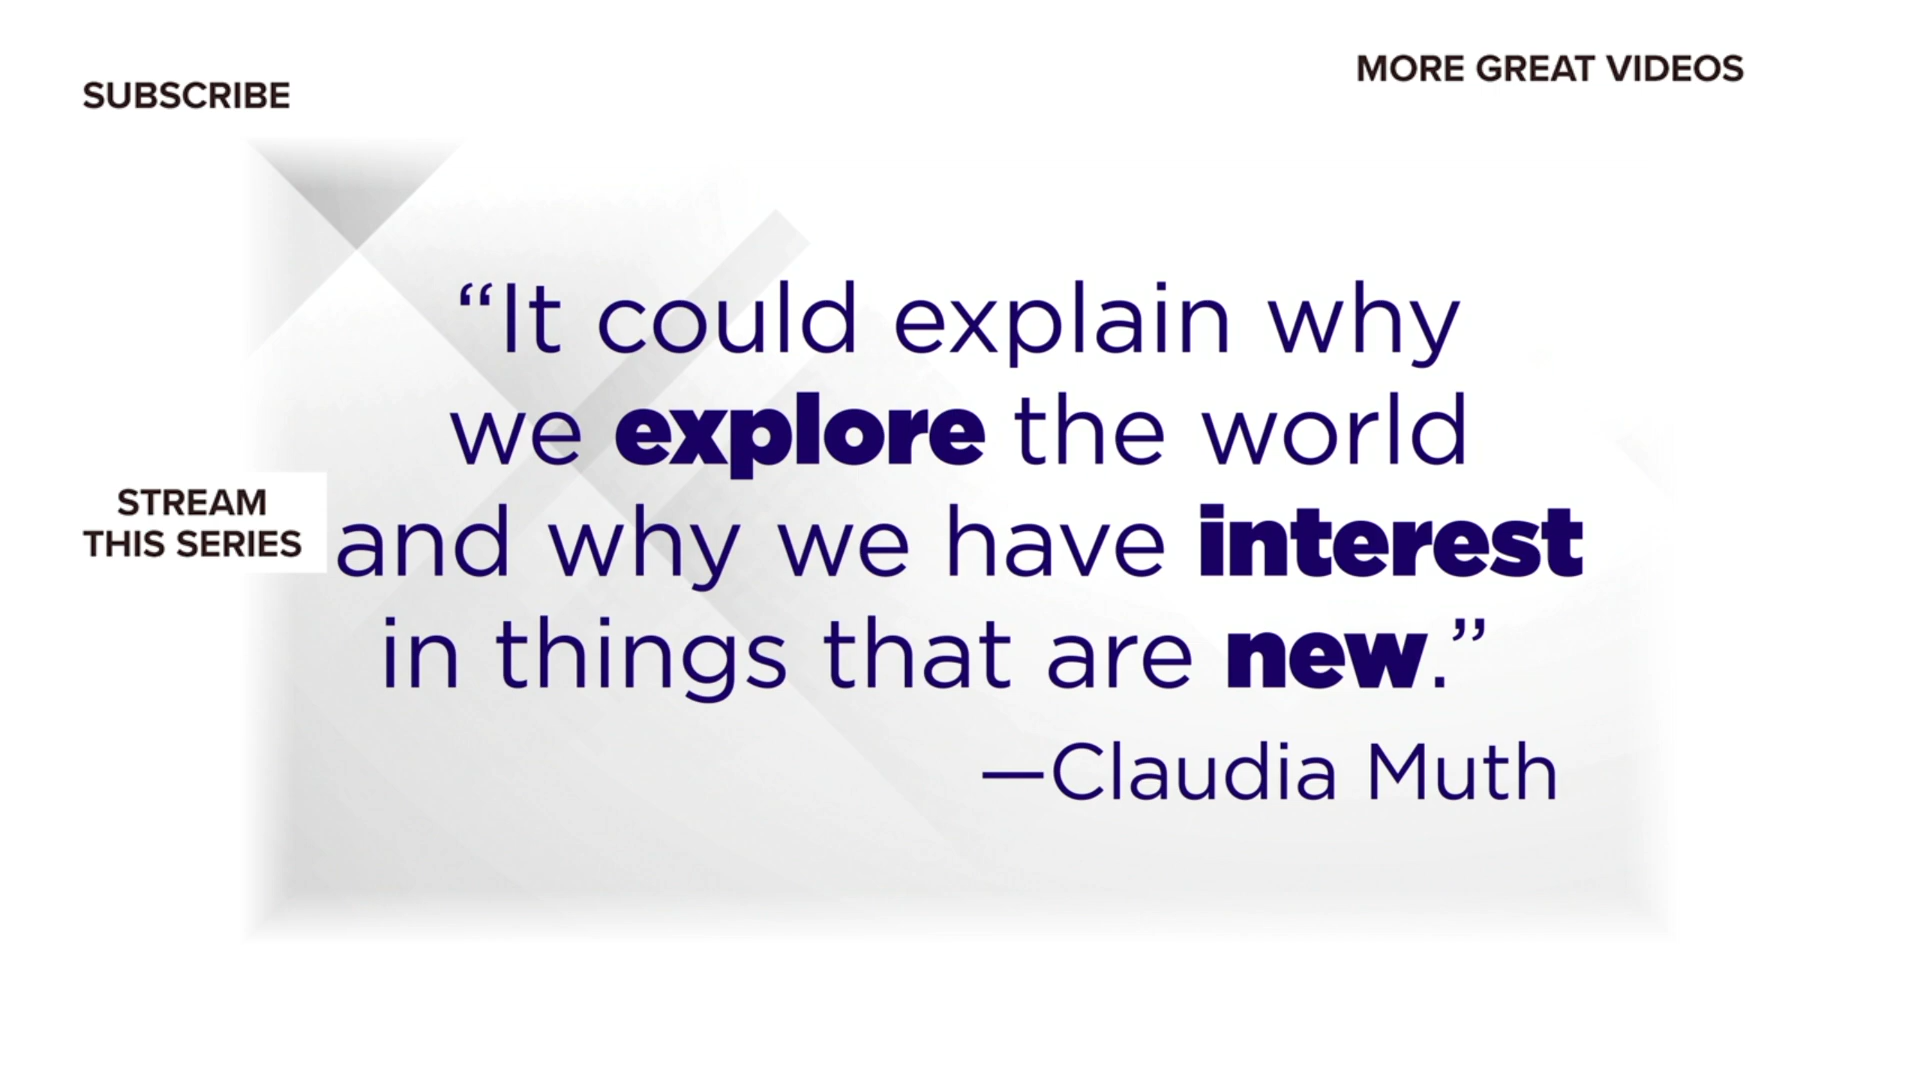 SUBSCRIBE
MORE GREAT VIDEOS
“It could explain why
we explore the world
STREAM
THIS SERIES
and why we have interest
in things that are new.”
—Claudia Muth